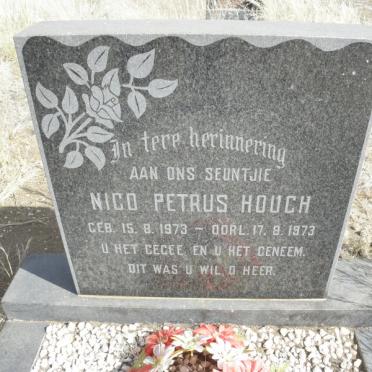 In tere herinnering
AAN ONS SEUNTJIE
NICO PETRUS HOUGH
GEB. 15. 8. 1973 — OORL. 17. 9. 1973
U HET GEGEE EN U HET GENEEM.
DIT WAS U WIL O HEER.